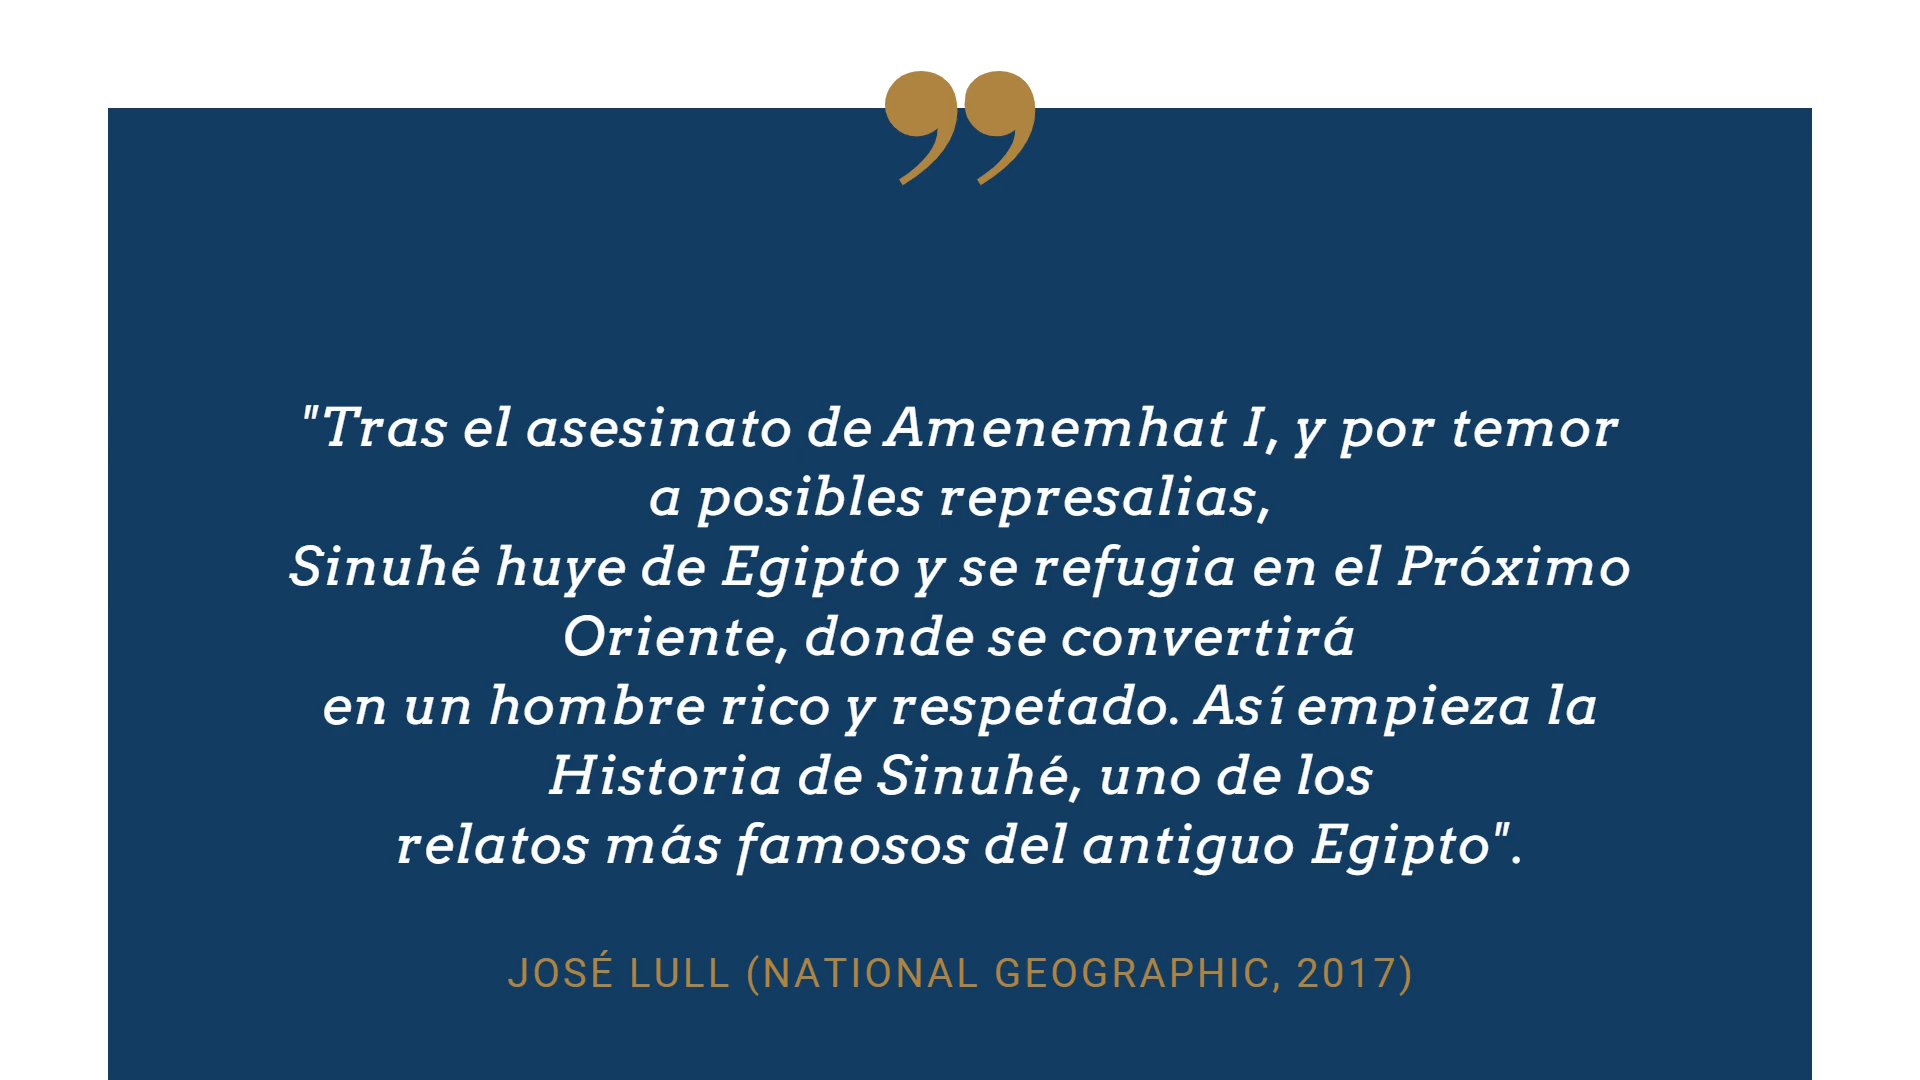 "Tras el asesinato de Amenemhat I, y por temor
a posibles represalias,
Sinuhé huye de Egipto y se refugia en el Próximo
Oriente, donde se convertirá
en un hombre rico y respetado. Así empieza la
Historia de Sinuhé, uno de los
relatos más famosos del antiguo Egipto".
JOSÉ LULL (NATIONAL GEOGRAPHIC, 2017)